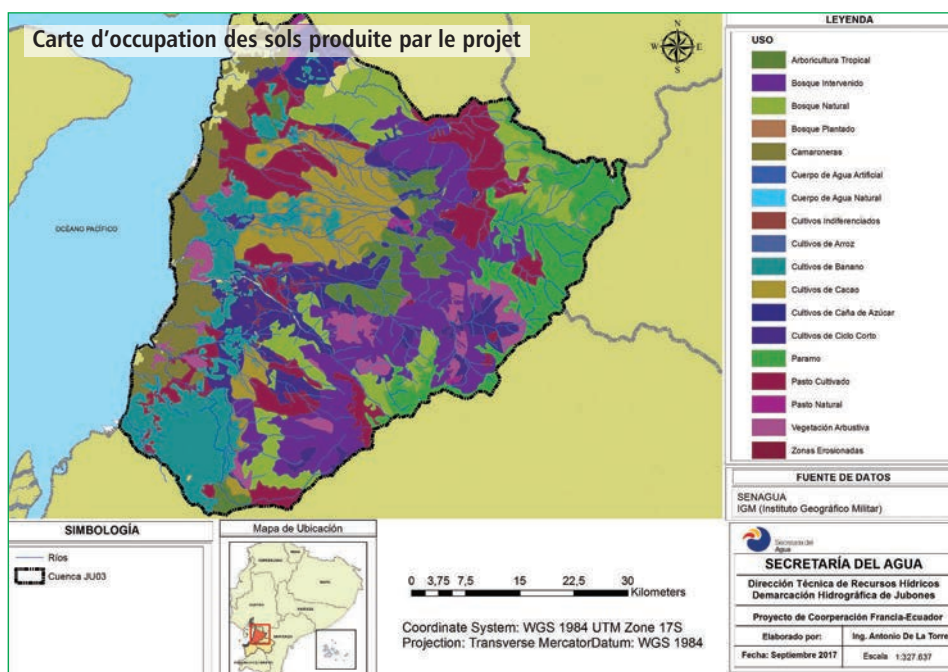 Carte d'occupation des sols produite par le projet
N
W
E
S
OCÉANO PACÍFICO
LEYENDA
USO
Arboricultura Tropical
Bosque Intervenido
Bosque Natural
Bosque Plantado
Camaroneras
Cuerpo de Agua Artificial
Cuerpo de Agua Natural
Cultivos Indiferenciados
Cultivos de Arroz
Cultivos de Banano
Cultivos de Cacao
Cultivos de Caña de Azúcar
Cultivos de Ciclo Corto
Paramo
Pasto Cultivado
Pasto Natural
Vegetación Arbustiva
Zonas Erosionadas
FUENTE DE DATOS
SENAGUA
IGM (Instituto Geográfico Militar)
SIMBOLOGÍA
Ríos
Cuenca JU03
Mapa de Ubicación
0 3,75 7,5 15 22,5 30
Kilometers
Coordinate System: WGS 1984 UTM Zone 17S
Projection: Transverse MercatorDatum: WGS 1984
Secretaría del
Agua
SECRETARÍA DEL AGUA
Dirección Técnica de Recursos Hídricos
Demarcación Hidrográfica de Jubones
Proyecto de Coorperación Francia-Ecuador
Elaborado por: Ing. Antonio De La Torre
Fecha: Septiembre 2017 Escala 1:327.637